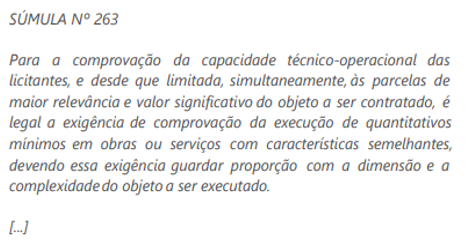 SÚMULA Nº 263
Para a comprovação da capacidade técnico-operacional das
licitantes, e desde que limitada, simultaneamente, às parcelas de
maior relevância e valor significativo do objeto a ser contratado, é
legal a exigência de comprovação da execução de quantitativos
mínimos em obras ou serviços com características semelhantes,
devendo essa exigência guardar proporção com a dimensão e a
complexidade do objeto a ser executado.
[...]